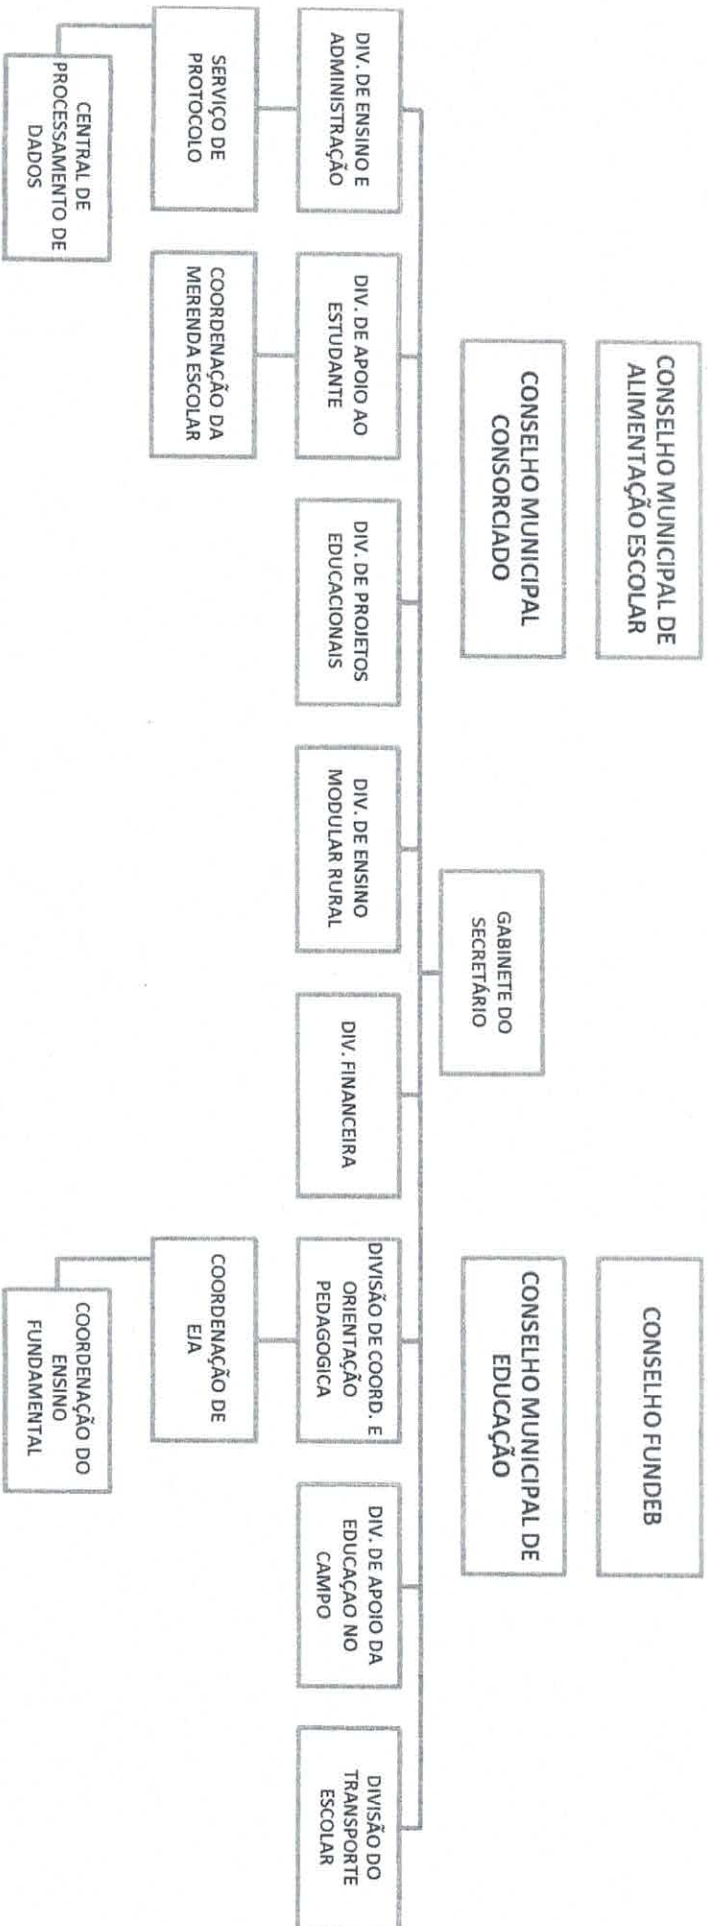 CONSELHO MUNICIPAL DE
ALIMENTAÇÃO ESCOLAR
CONSELHO FUNDEB
CONSELHO MUNICIPAL
CONSORCIADO
CONSELHO MUNICIPAL DE
EDUCAÇÃO
GABINETE DO
SECRETÁRIO
DIV. DE ENSINO E
ADMINISTRAÇÃO
DIV. DE APOIO AO
ESTUDANTE
DIV. DE PROJETOS
EDUCACIONAIS
DIV. DE ENSINO
MODULAR RURAL
DIV. FINANCEIRA
DIVISÃO DE COORD. E
ORIENTAÇÃO
PEDAGOGICA
DIV. DE APOIO DA
EDUCAÇAO NO
CAMPO
DIVISÃO DO
TRANSPORTE
ESCOLAR
SERVIÇO DE
PROTOCOLO
COORDENAÇÃO DA
MERENDA ESCOLAR
COORDENAÇÃO DE
EJA
CENTRAL DE
PROCESSAMENTO DE
DADOS
COORDENAÇÃO DO
ENSINO
FUNDAMENTAL